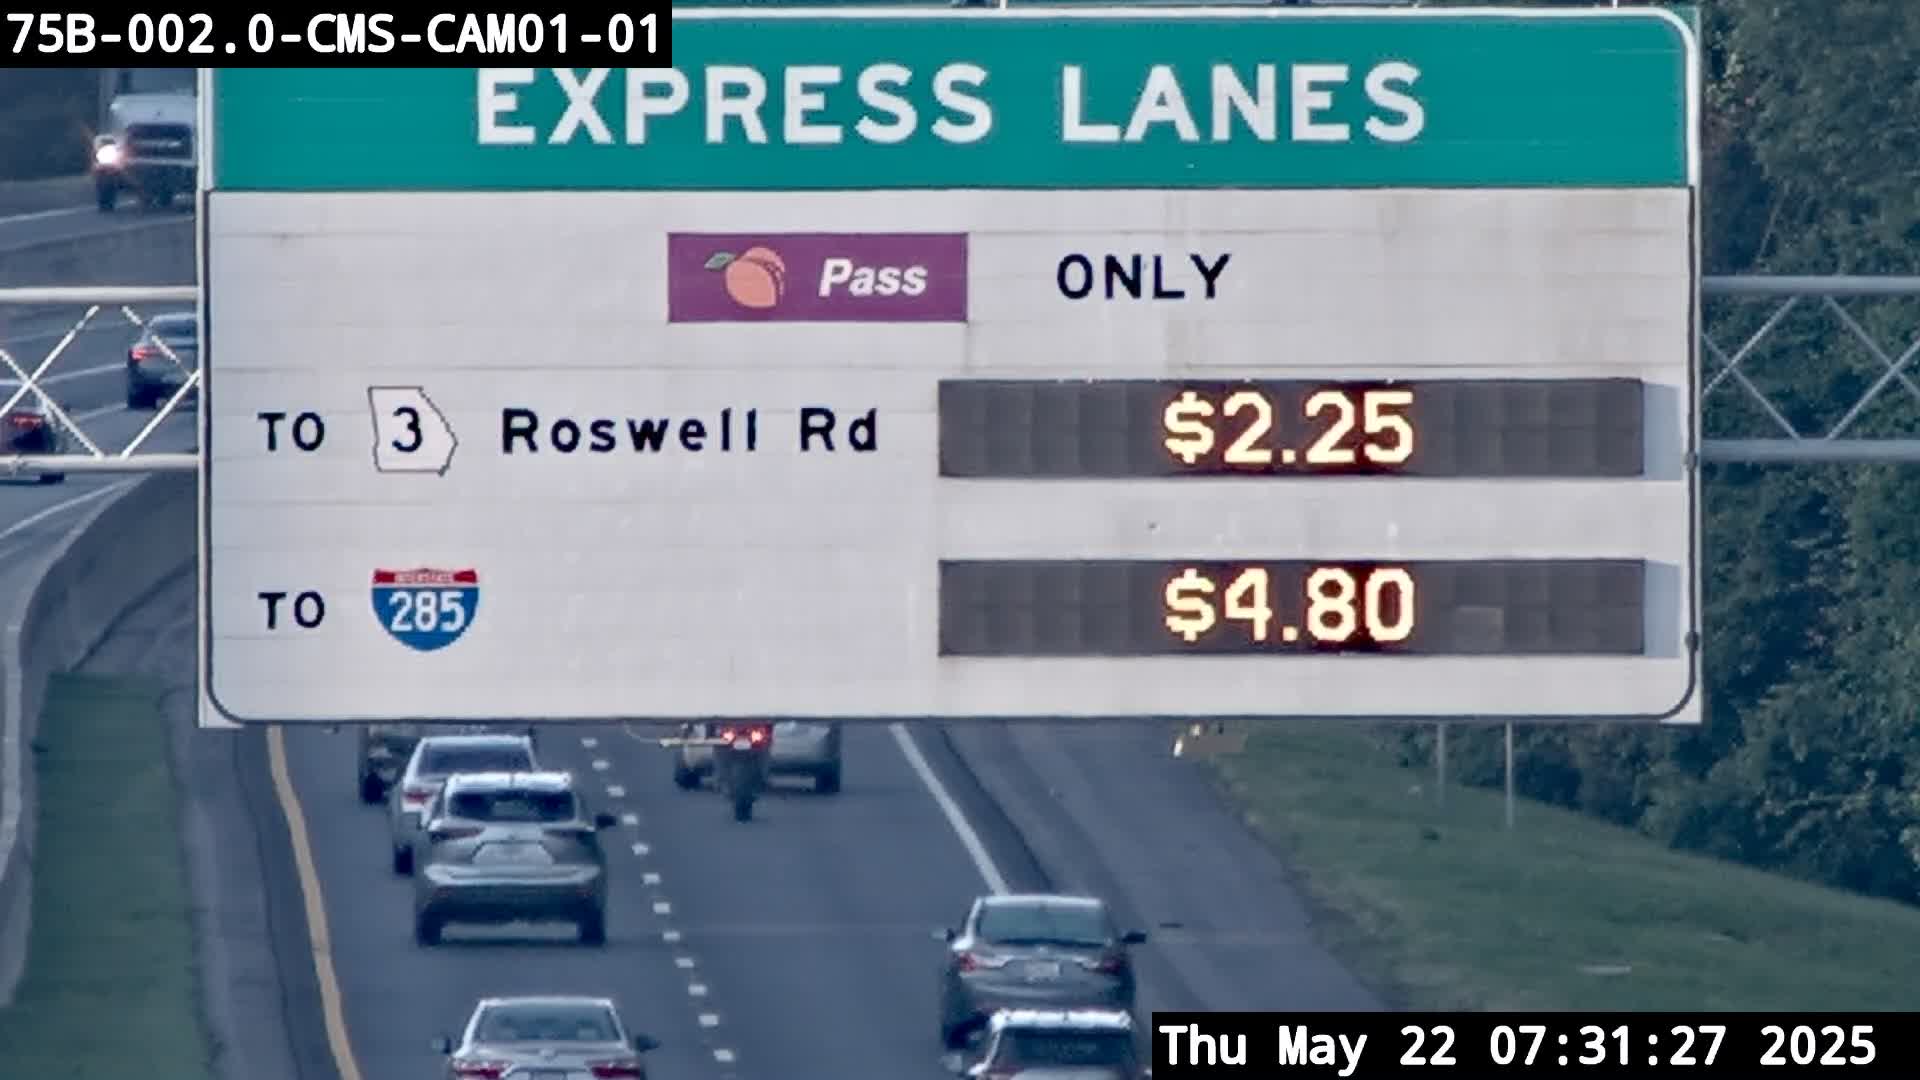 75B-002.0-CMS-CAM01-01
EXPRESS LANES
Pass ONLY
TO 3 Roswell Rd $2.25
TO INTERSTATE 285 $4.80
Thu May 22 07:31:27 2025